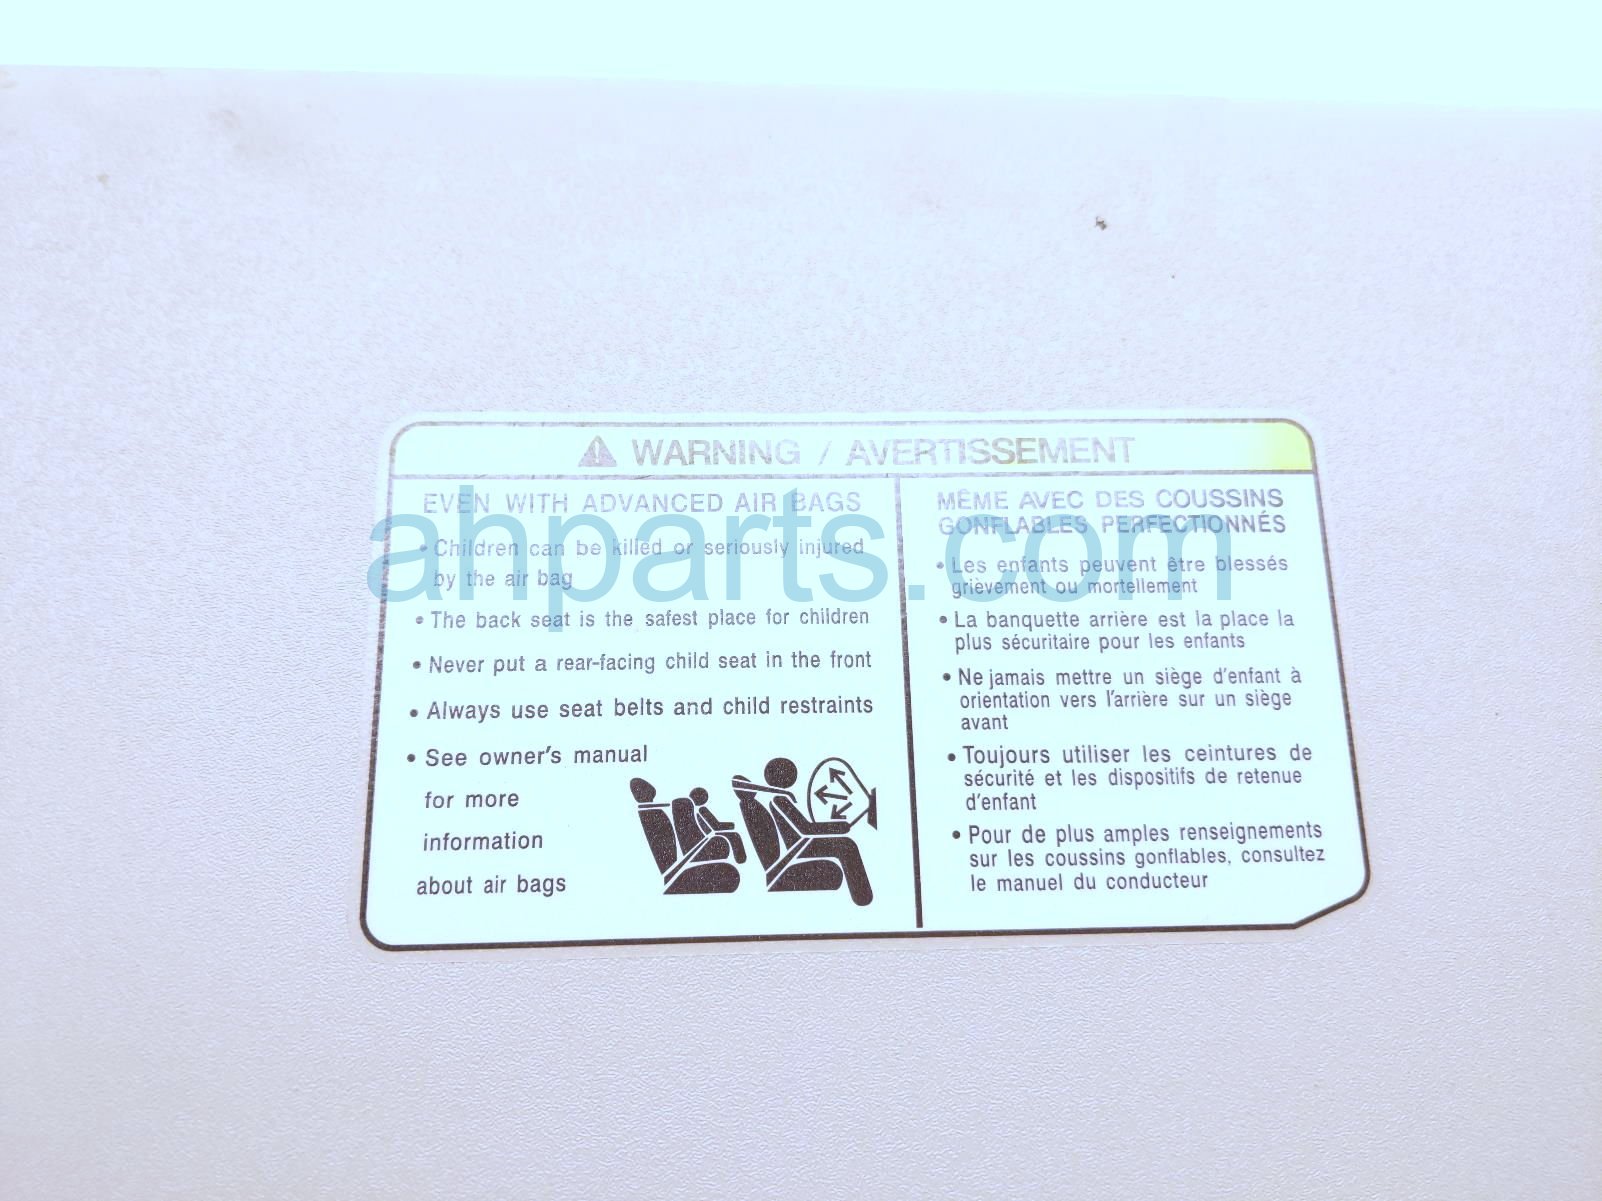 WARNING / AVERTISSEMENT
EVEN WITH ADVANCED AIR BAGS
• Children can be killed or seriously injured
by the air bag
• The back seat is the safest place for children
• Never put a rear-facing child seat in the front
• Always use seat belts and child restraints
• See owner's manual
for more
information
about air bags
MÊME AVEC DES COUSSINS
GONFLABLES PERFECTIONNÉS
• Les enfants peuvent être blessés
grièvement ou mortellement
• La banquette arrière est la place la
plus sécuritaire pour les enfants
• Ne jamais mettre un siège d'enfant à
orientation vers l'arrière sur un siège
avant
• Toujours utiliser les ceintures de
sécurité et les dispositifs de retenue
d'enfant
• Pour de plus amples renseignements
sur les coussins gonflables, consultez
le manuel du conducteur
ahparts.com